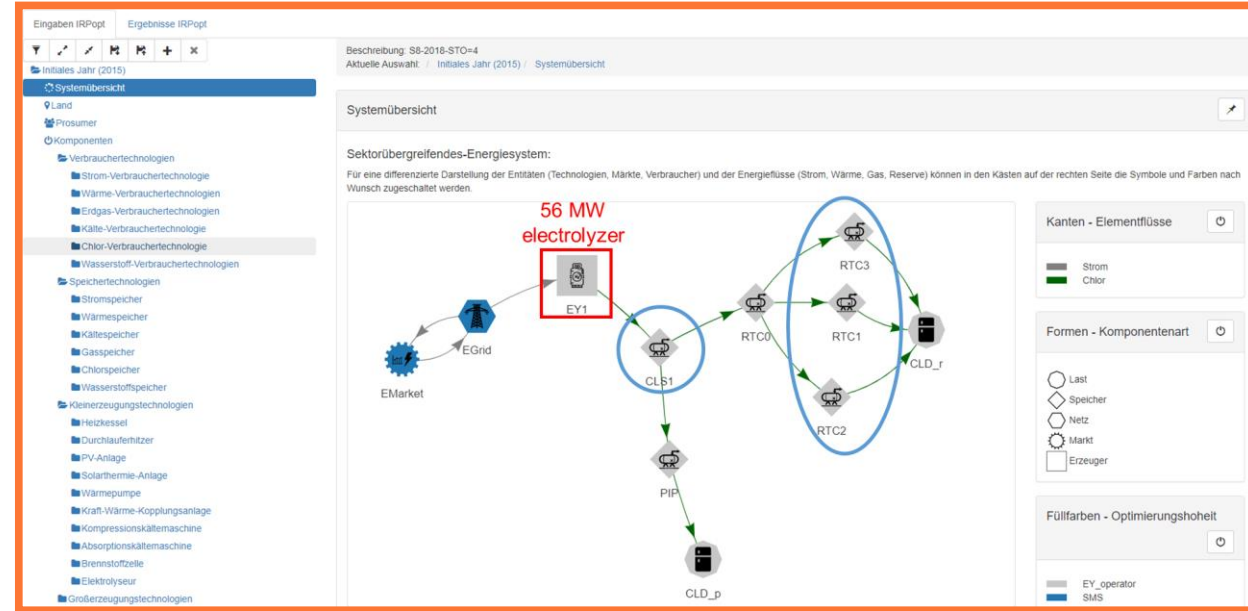 Eingaben IRPopt
Ergebnisse IRPopt
Initiales Jahr (2015)
Systemübersicht
Land
Prosumer
Komponenten
Verbrauchertechnologien
Strom-Verbrauchertechnologie
Wärme-Verbrauchertechnologien
Erdgas-Verbrauchertechnologien
Kälte-Verbrauchertechnologie
Chlor-Verbrauchertechnologie
Wasserstoff-Verbrauchertechnologien
Speichertechnologien
Stromspeicher
Wärmespeicher
Kältespeicher
Gasspeicher
Chlorspeicher
Wasserstoffspeicher
Kleinerzeugungstechnologien
Heizkessel
Durchlauferhitzer
PV-Anlage
Solarthermie-Anlage
Wärmepumpe
Kraft-Wärme-Kopplungsanlage
Kompressionskältemaschine
Absorptionskältemaschine
Brennstoffzelle
Elektrolyseur
Großerzeugungstechnologien
Beschreibung: S8-2018-STO=4
Aktuelle Auswahl: / Initiales Jahr (2015) / Systemübersicht
Systemübersicht
Sektorübergreifendes-Energiesystem:
Für eine differenzierte Darstellung der Entitäten (Technologien, Märkte, Verbraucher) und der Energieflüsse (Strom, Wärme, Gas, Reserve) können in den Kästen auf der rechten Seite die Symbole und Farben nach
Wunsch zugeschaltet werden.
56 MW
electrolyzer
EY1
EGrid
EMarket
CLS1
RTC0
RTC3
RTC1
RTC2
CLD_r
PIP
CLD_p
Kanten - Elementflüsse
Strom
Chlor
Formen - Komponentenart
Last
Speicher
Netz
Markt
Erzeuger
Füllfarben - Optimierungshoheit
EY_operator
SMS